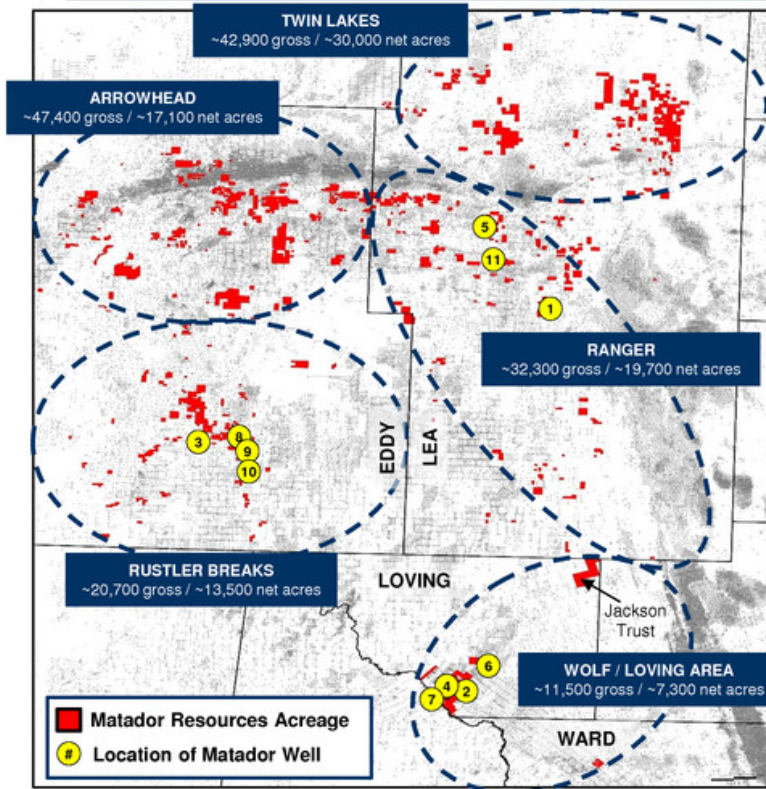 TWIN LAKES
~42,900 gross / ~30,000 net acres
ARROWHEAD
~47,400 gross / ~17,100 net acres
5
11
1
RANGER
~32,300 gross / ~19,700 net acres
EDDY
LEA
3
8
9
10
RUSTLER BREAKS
~20,700 gross / ~13,500 net acres
LOVING
Jackson
Trust
6
4
2
7
WOLF / LOVING AREA
~11,500 gross / ~7,300 net acres
WARD
Matador Resources Acreage
# Location of Matador Well